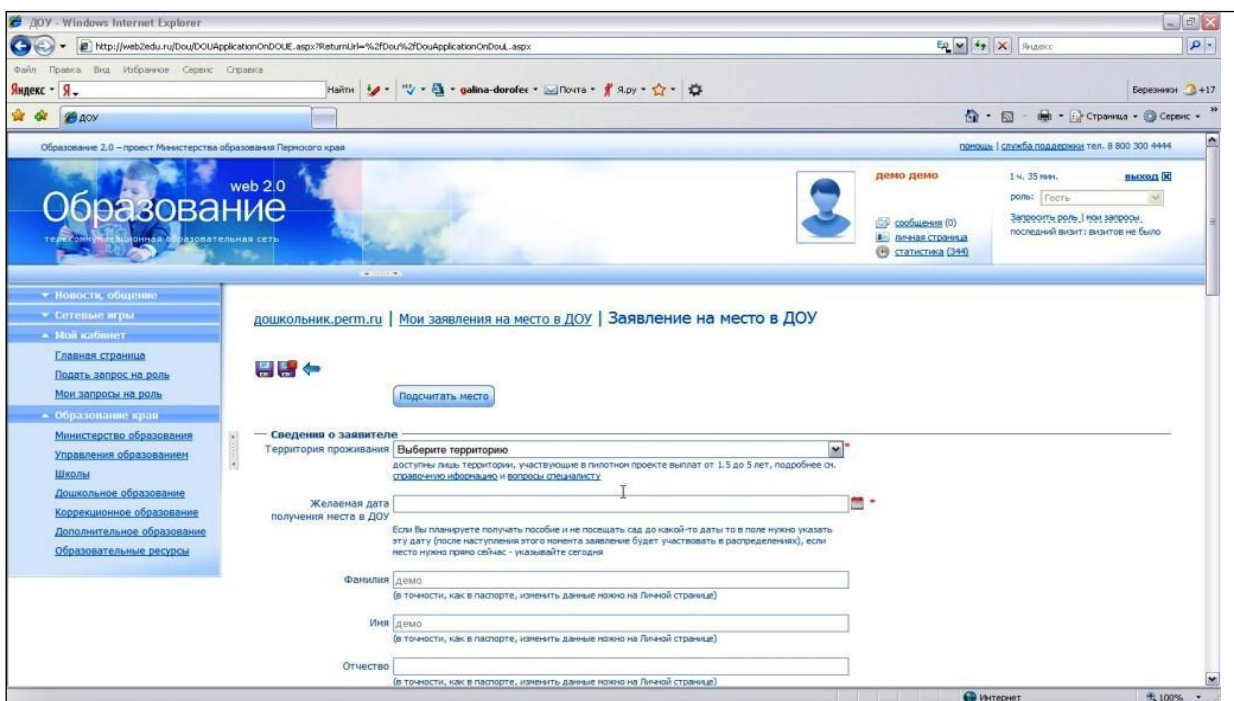 ДОУ - Windows Internet Explorer
http://web2edu.ru/Dou/DOUApplicationOnDOUE.aspx?ReturnUrl=%2fDou%2fDouApplicationOnDouL.aspx
Яндекс
Файл Правка Вид Избранное Сервис Справка
Яндекс Я Найти galina-dorofee Почта Я.ру Березники +17
ДОУ Страница Сервис
Образование 2.0 – проект Министерства образования Пермского края помощь | служба поддержки тел. 8 800 300 4444
web 2.0
Образование
телекоммуникационная образовательная сеть
демо демо 1 ч. 35 мин. выход
роль: Гость
сообщения (0) Запросить роль | мои запросы
личная страница последний визит: визитов не было
статистика (344)
Новости, общение
Сетевые игры
Мой кабинет
Главная страница
Подать запрос на роль
Мои запросы на роль
Образование края
Министерство образования
Управления образованием
Школы
Дошкольное образование
Коррекционное образование
Дополнительное образование
Образовательные ресурсы
дошкольник.perm.ru | Мои заявления на место в ДОУ | Заявление на место в ДОУ
Подсчитать место
Сведения о заявителе
Территория проживания Выберите территорию *
доступны лишь территории, участвующие в пилотном проекте выплат от 1.5 до 5 лет, подробнее см.
справочную иформацию и вопросы специалисту
Желаемая дата получения места в ДОУ *
Если Вы планируете получать пособие и не посещать сад до какой-то даты то в поле нужно указать
эту дату (после наступления этого момента заявление будет участвовать в распределениях), если
место нужно прямо сейчас - указывайте сегодня
Фамилия демо
(в точности, как в паспорте, изменить данные можно на Личной странице)
Имя демо
(в точности, как в паспорте, изменить данные можно на Личной странице)
Отчество
(в точности, как в паспорте, изменить данные можно на Личной странице)
Интернет 100%